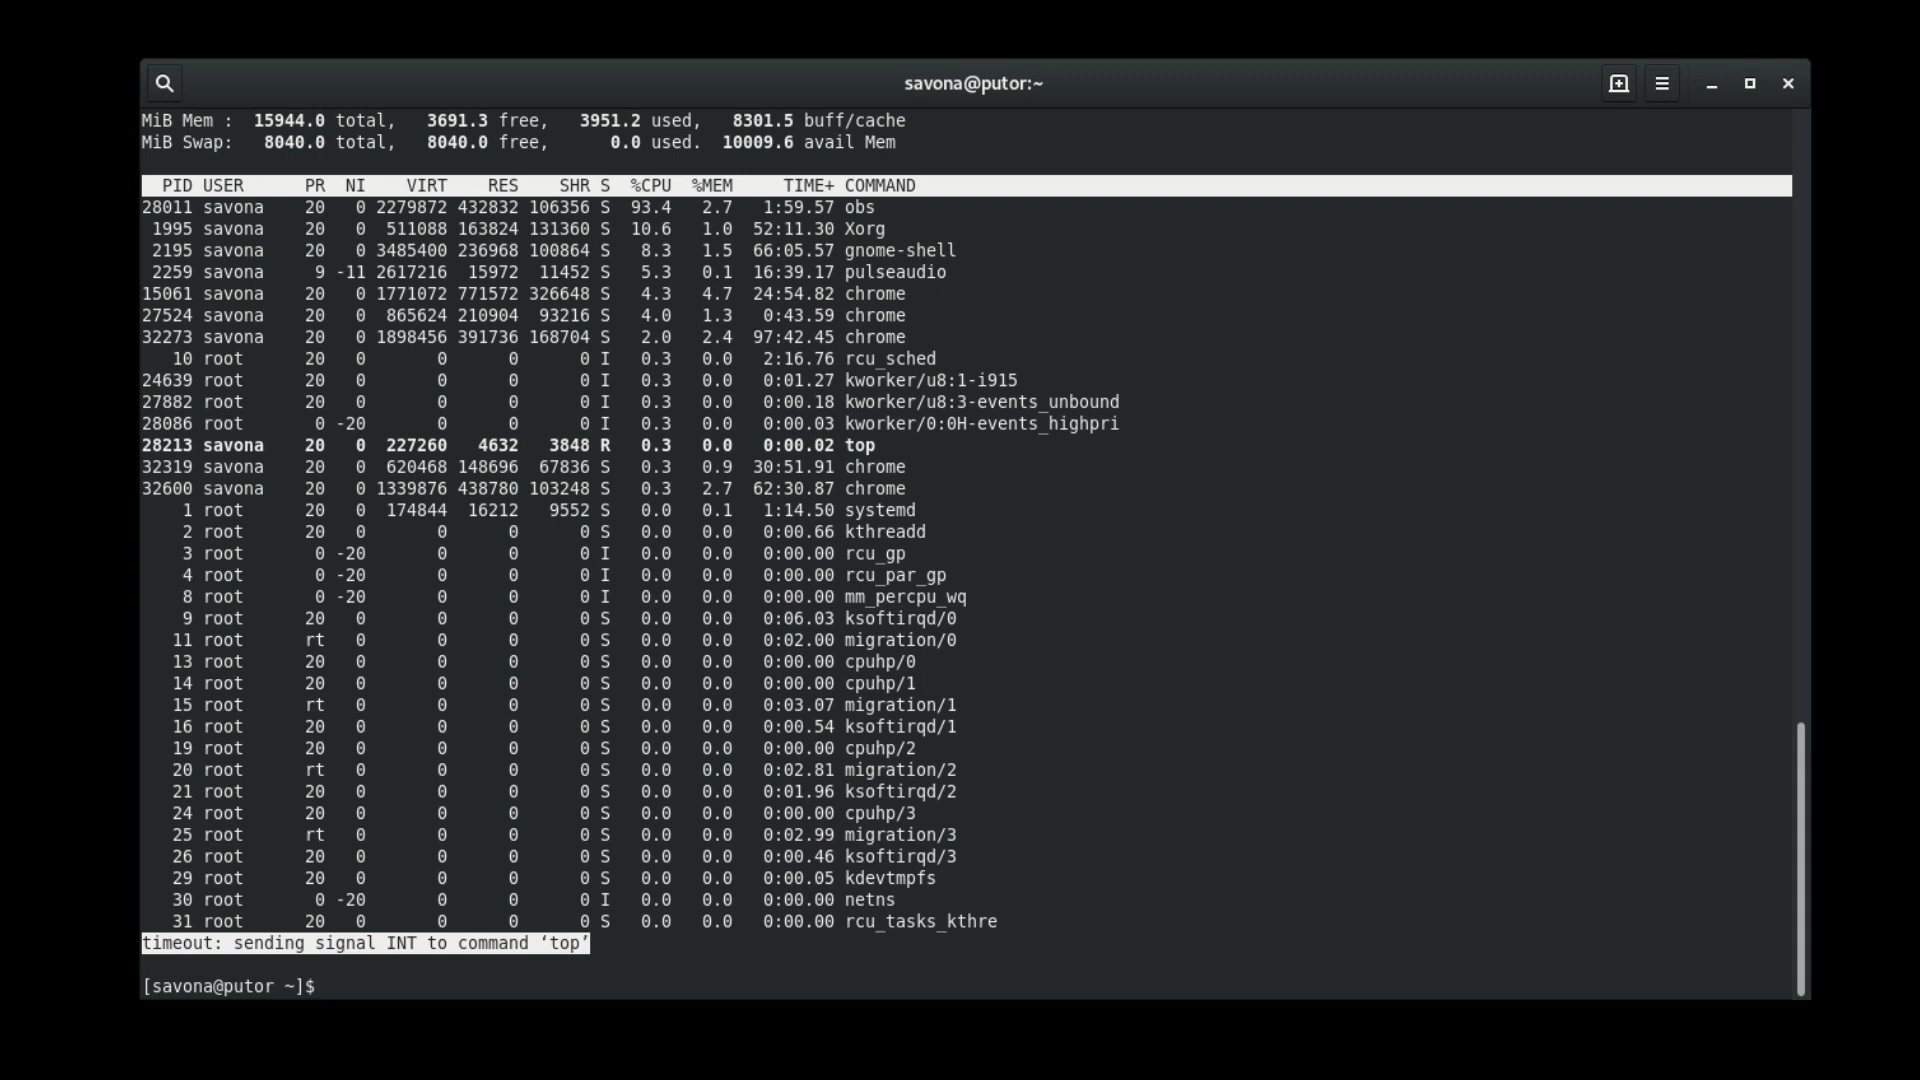 savona@putor:~
MiB Mem :  15944.0 total,   3691.3 free,   3951.2 used,   8301.5 buff/cache
MiB Swap:   8040.0 total,   8040.0 free,      0.0 used.  10009.6 avail Mem
  PID USER      PR  NI    VIRT    RES    SHR S  %CPU  %MEM     TIME+ COMMAND
28011 savona    20   0 2279872 432832 106356 S  93.4   2.7   1:59.57 obs
 1995 savona    20   0  511088 163824 131360 S  10.6   1.0  52:11.30 Xorg
 2195 savona    20   0 3485400 236968 100864 S   8.3   1.5  66:05.57 gnome-shell
 2259 savona     9 -11 2617216  15972  11452 S   5.3   0.1  16:39.17 pulseaudio
15061 savona    20   0 1771072 771572 326648 S   4.3   4.7  24:54.82 chrome
27524 savona    20   0  865624 210904  93216 S   4.0   1.3   0:43.59 chrome
32273 savona    20   0 1898456 391736 168704 S   2.0   2.4  97:42.45 chrome
   10 root      20   0       0      0      0 I   0.3   0.0   2:16.76 rcu_sched
24639 root      20   0       0      0      0 I   0.3   0.0   0:01.27 kworker/u8:1-i915
27882 root      20   0       0      0      0 I   0.3   0.0   0:00.18 kworker/u8:3-events_unbound
28086 root       0 -20       0      0      0 I   0.3   0.0   0:00.03 kworker/0:0H-events_highpri
28213 savona    20   0  227260   4632   3848 R   0.3   0.0   0:00.02 top
32319 savona    20   0  620468 148696  67836 S   0.3   0.9  30:51.91 chrome
32600 savona    20   0 1339876 438780 103248 S   0.3   2.7  62:30.87 chrome
    1 root      20   0  174844  16212   9552 S   0.0   0.1   1:14.50 systemd
    2 root      20   0       0      0      0 S   0.0   0.0   0:00.66 kthreadd
    3 root       0 -20       0      0      0 I   0.0   0.0   0:00.00 rcu_gp
    4 root       0 -20       0      0      0 I   0.0   0.0   0:00.00 rcu_par_gp
    8 root       0 -20       0      0      0 I   0.0   0.0   0:00.00 mm_percpu_wq
    9 root      20   0       0      0      0 S   0.0   0.0   0:06.03 ksoftirqd/0
   11 root      rt   0       0      0      0 S   0.0   0.0   0:02.00 migration/0
   13 root      20   0       0      0      0 S   0.0   0.0   0:00.00 cpuhp/0
   14 root      20   0       0      0      0 S   0.0   0.0   0:00.00 cpuhp/1
   15 root      rt   0       0      0      0 S   0.0   0.0   0:03.07 migration/1
   16 root      20   0       0      0      0 S   0.0   0.0   0:00.54 ksoftirqd/1
   19 root      20   0       0      0      0 S   0.0   0.0   0:00.00 cpuhp/2
   20 root      rt   0       0      0      0 S   0.0   0.0   0:02.81 migration/2
   21 root      20   0       0      0      0 S   0.0   0.0   0:01.96 ksoftirqd/2
   24 root      20   0       0      0      0 S   0.0   0.0   0:00.00 cpuhp/3
   25 root      rt   0       0      0      0 S   0.0   0.0   0:02.99 migration/3
   26 root      20   0       0      0      0 S   0.0   0.0   0:00.46 ksoftirqd/3
   29 root      20   0       0      0      0 S   0.0   0.0   0:00.05 kdevtmpfs
   30 root       0 -20       0      0      0 I   0.0   0.0   0:00.00 netns
   31 root      20   0       0      0      0 S   0.0   0.0   0:00.00 rcu_tasks_kthre
timeout: sending signal INT to command ‘top’
[savona@putor ~]$